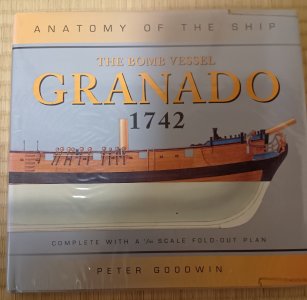 ANATOMY OF THE SHIP
THE BOMB VESSEL
GRANADO
1742
COMPLETE WITH A SCALE FOLD-OUT PLAN
PETER GOODWIN